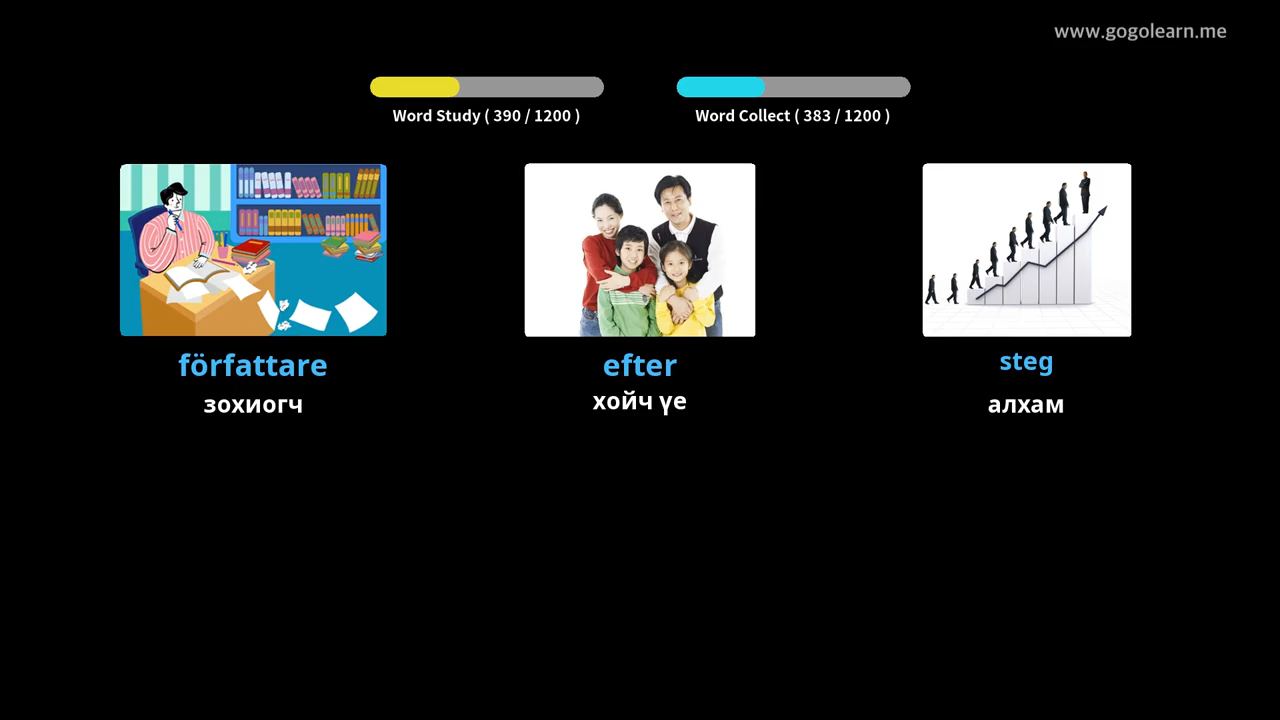 www.gogolearn.me
Word Study ( 390 / 1200 )
Word Collect ( 383 / 1200 )
författare
efter
steg
зохиогч
хойч үе
алхам